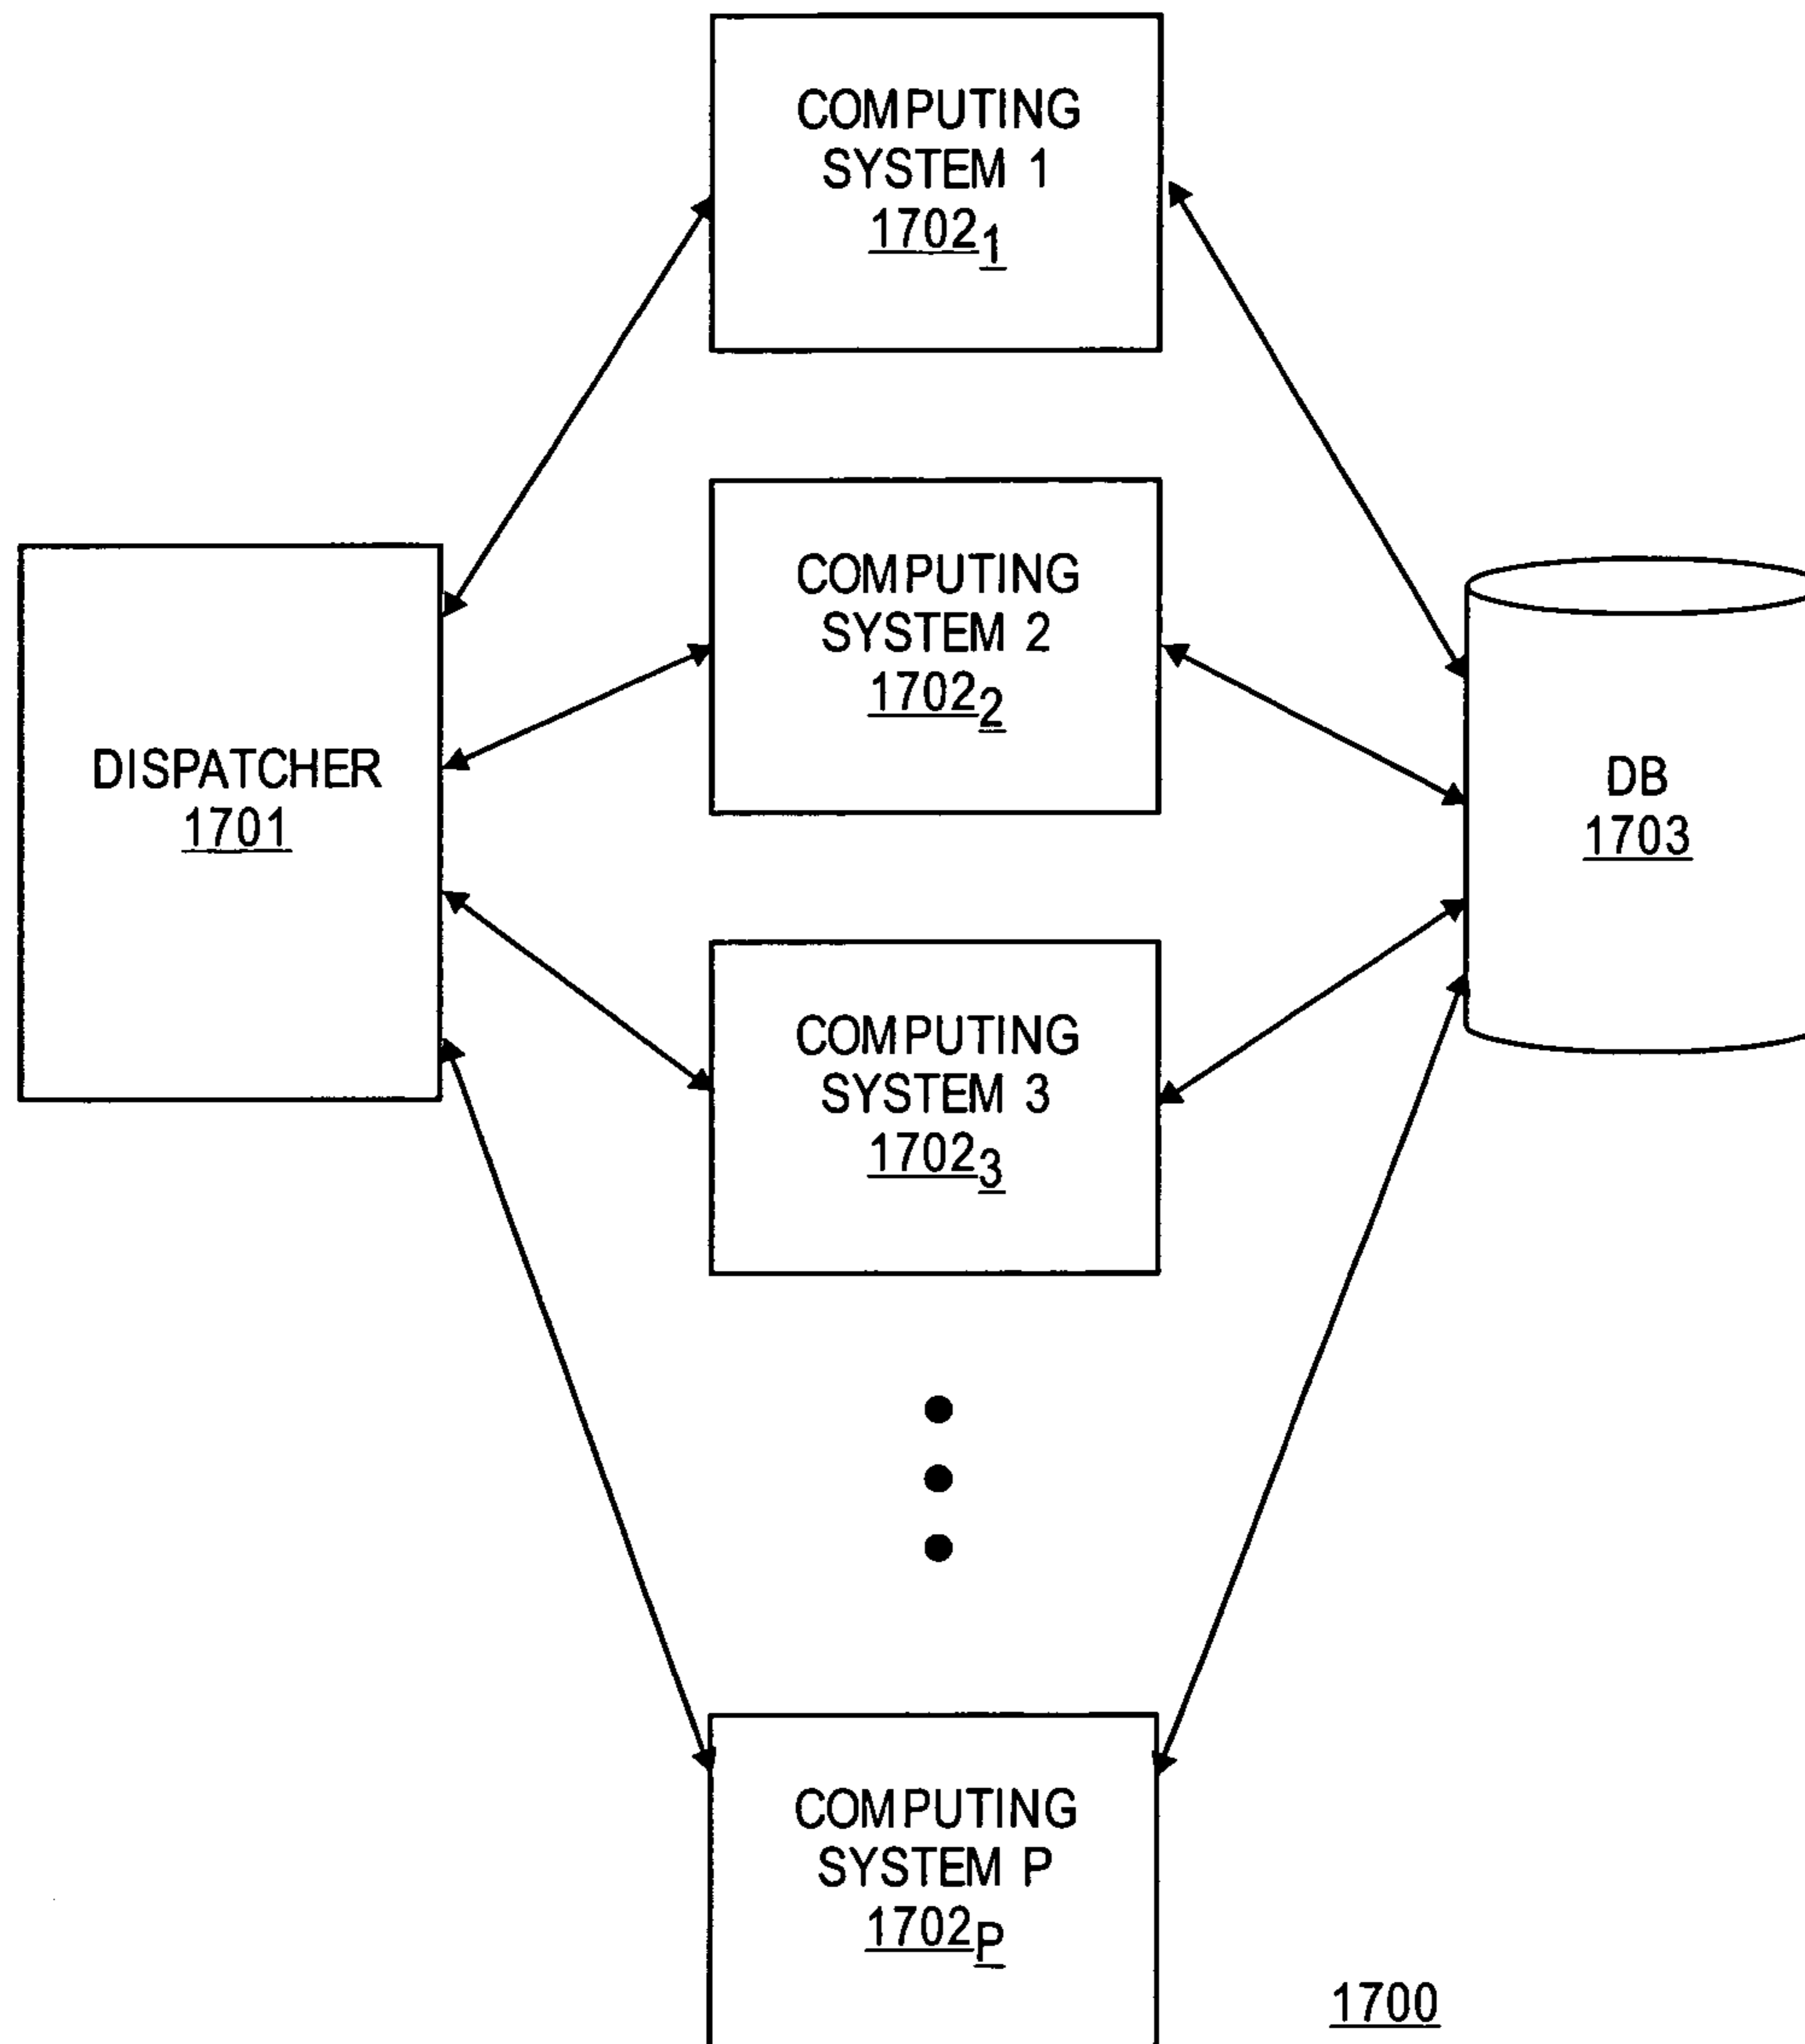 COMPUTING
SYSTEM 1
1702₁
COMPUTING
SYSTEM 2
1702₂
DISPATCHER
1701
DB
1703
COMPUTING
SYSTEM 3
1702₃
COMPUTING
SYSTEM P
1702P
1700